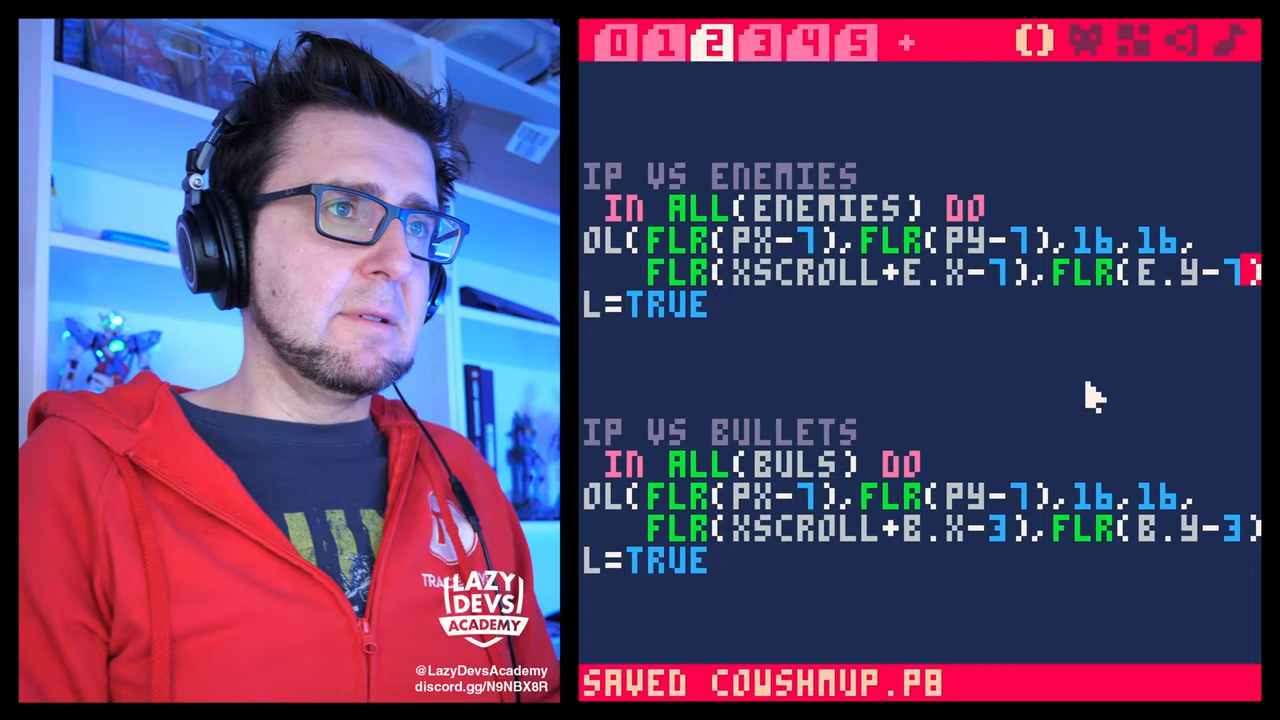 0 1 2 3 4 5 +
IP VS ENEMIES
IN ALL(ENEMIES) DO
OL(FLR(PX-7),FLR(PY-7),16,16,
FLR(XSCROLL+E.X-7),FLR(E.Y-7)
L=TRUE
IP VS BULLETS
IN ALL(BULS) DO
OL(FLR(PX-7),FLR(PY-7),16,16,
FLR(XSCROLL+B.X-3),FLR(B.Y-3)
L=TRUE
SAVED COWSHMUP.P8
LAZY
DEVS
ACADEMY
@LazyDevsAcademy
discord.gg/N9NBX8R